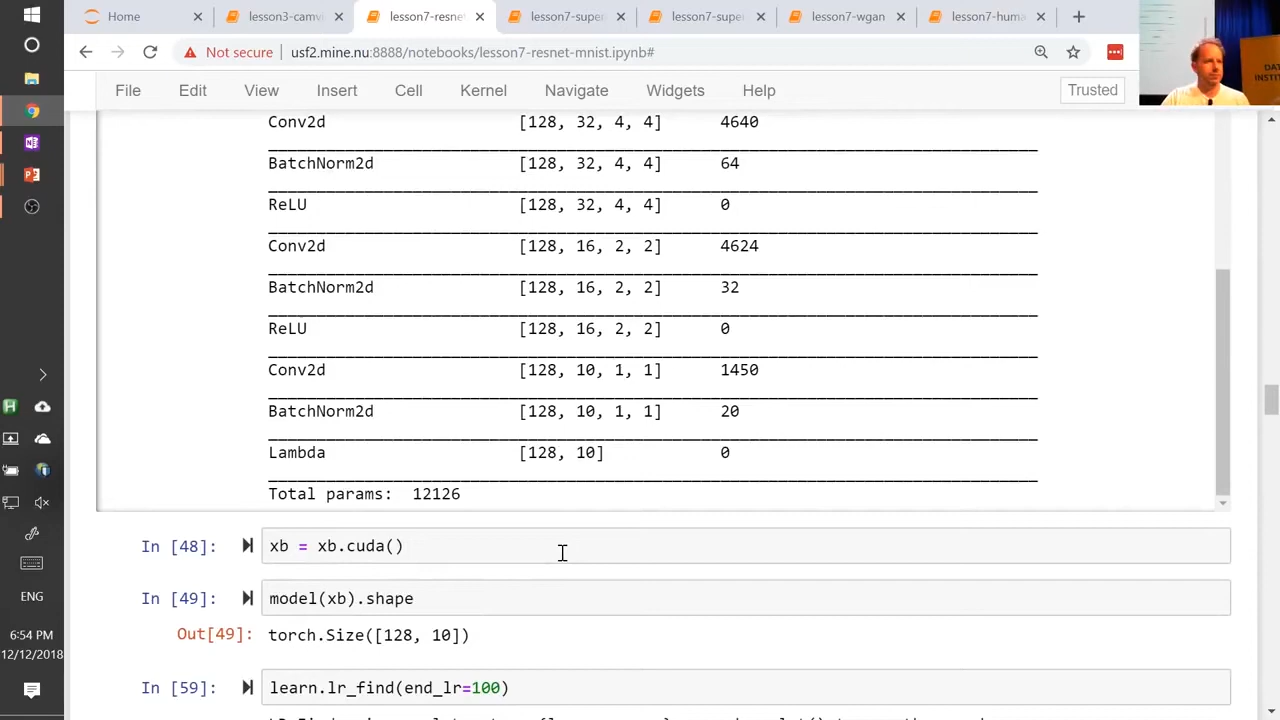 Home
lesson3-camvi
lesson7-resnet
lesson7-super
lesson7-supe
lesson7-wgan
lesson7-huma
Not secure | usf2.mine.nu:8888/notebooks/lesson7-resnet-mnist.ipynb#
File Edit View Insert Cell Kernel Navigate Widgets Help Trusted
Conv2d [128, 32, 4, 4] 4640
BatchNorm2d [128, 32, 4, 4] 64
ReLU [128, 32, 4, 4] 0
Conv2d [128, 16, 2, 2] 4624
BatchNorm2d [128, 16, 2, 2] 32
ReLU [128, 16, 2, 2] 0
Conv2d [128, 10, 1, 1] 1450
BatchNorm2d [128, 10, 1, 1] 20
Lambda [128, 10] 0
Total params: 12126
In [48]: xb = xb.cuda()
In [49]: model(xb).shape
Out[49]: torch.Size([128, 10])
In [59]: learn.lr_find(end_lr=100)
ENG
6:54 PM
12/12/2018
DAT
INSTIT